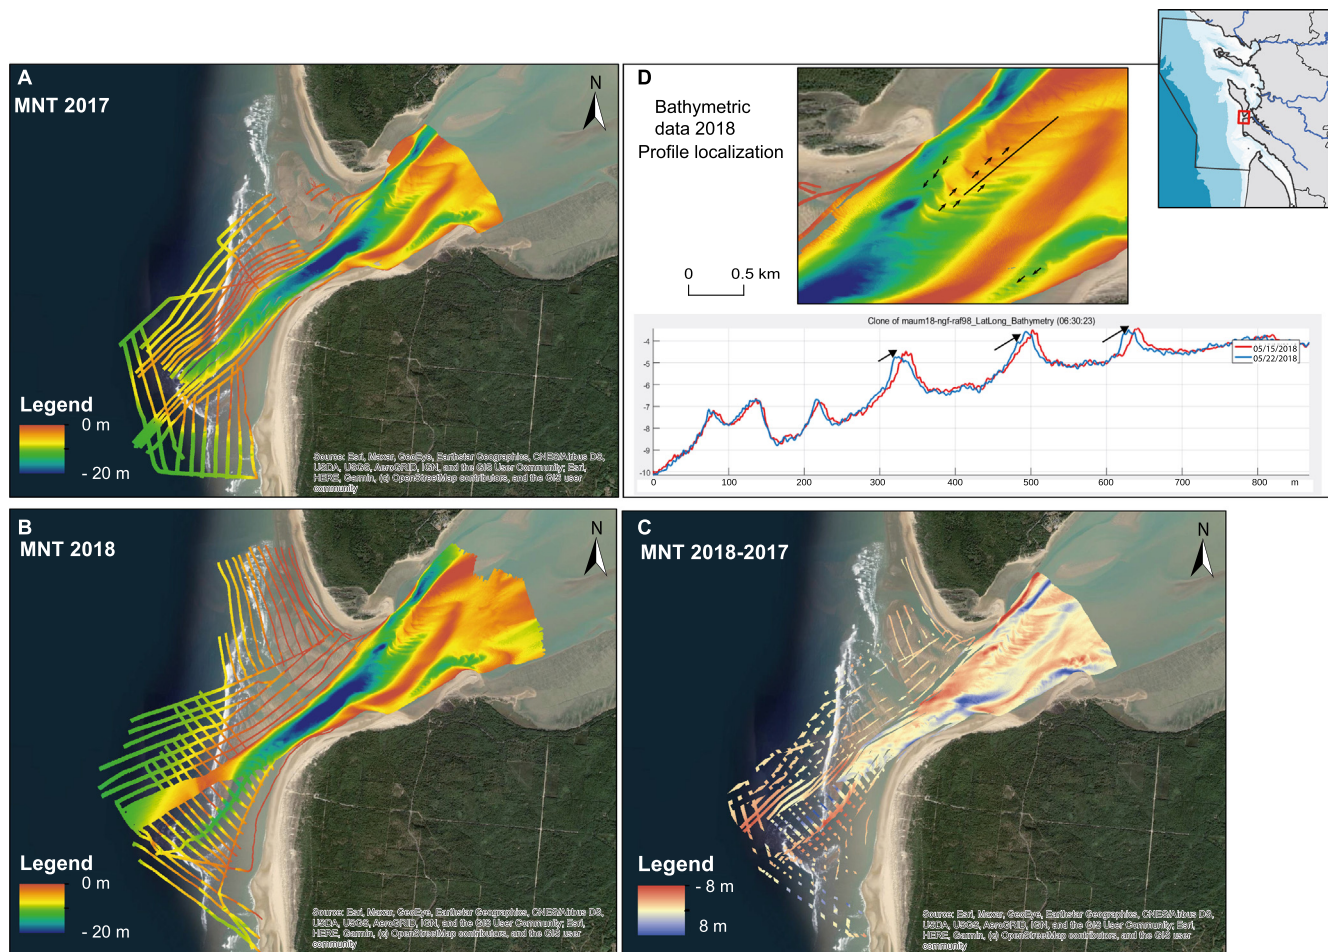 A
MNT 2017
N
Legend
0 m
- 20 m
Source: Esri, Maxar, GeoEye, Earthstar Geographics, CNES/Airbus DS,
USDA, USGS, AeroGRID, IGN, and the GIS User Community; Esri,
HERE, Garmin, (c) OpenStreetMap contributors, and the GIS user
community
D
Bathymetric
data 2018
Profile localization
0 0.5 km
Clone of maum18-ngf-raf98_LatLong_Bathymetry (06:30:23)
-4
-5
-6
-7
-8
-9
-10
05/15/2018
05/22/2018
0 100 200 300 400 500 600 700 800 m
B
MNT 2018
N
Legend
0 m
- 20 m
Source: Esri, Maxar, GeoEye, Earthstar Geographics, CNES/Airbus DS,
USDA, USGS, AeroGRID, IGN, and the GIS User Community; Esri,
HERE, Garmin, (c) OpenStreetMap contributors, and the GIS user
community
C
MNT 2018-2017
N
Legend
- 8 m
8 m
Source: Esri, Maxar, GeoEye, Earthstar Geographics, CNES/Airbus DS,
USDA, USGS, AeroGRID, IGN, and the GIS User Community; Esri,
HERE, Garmin, (c) OpenStreetMap contributors, and the GIS user
community